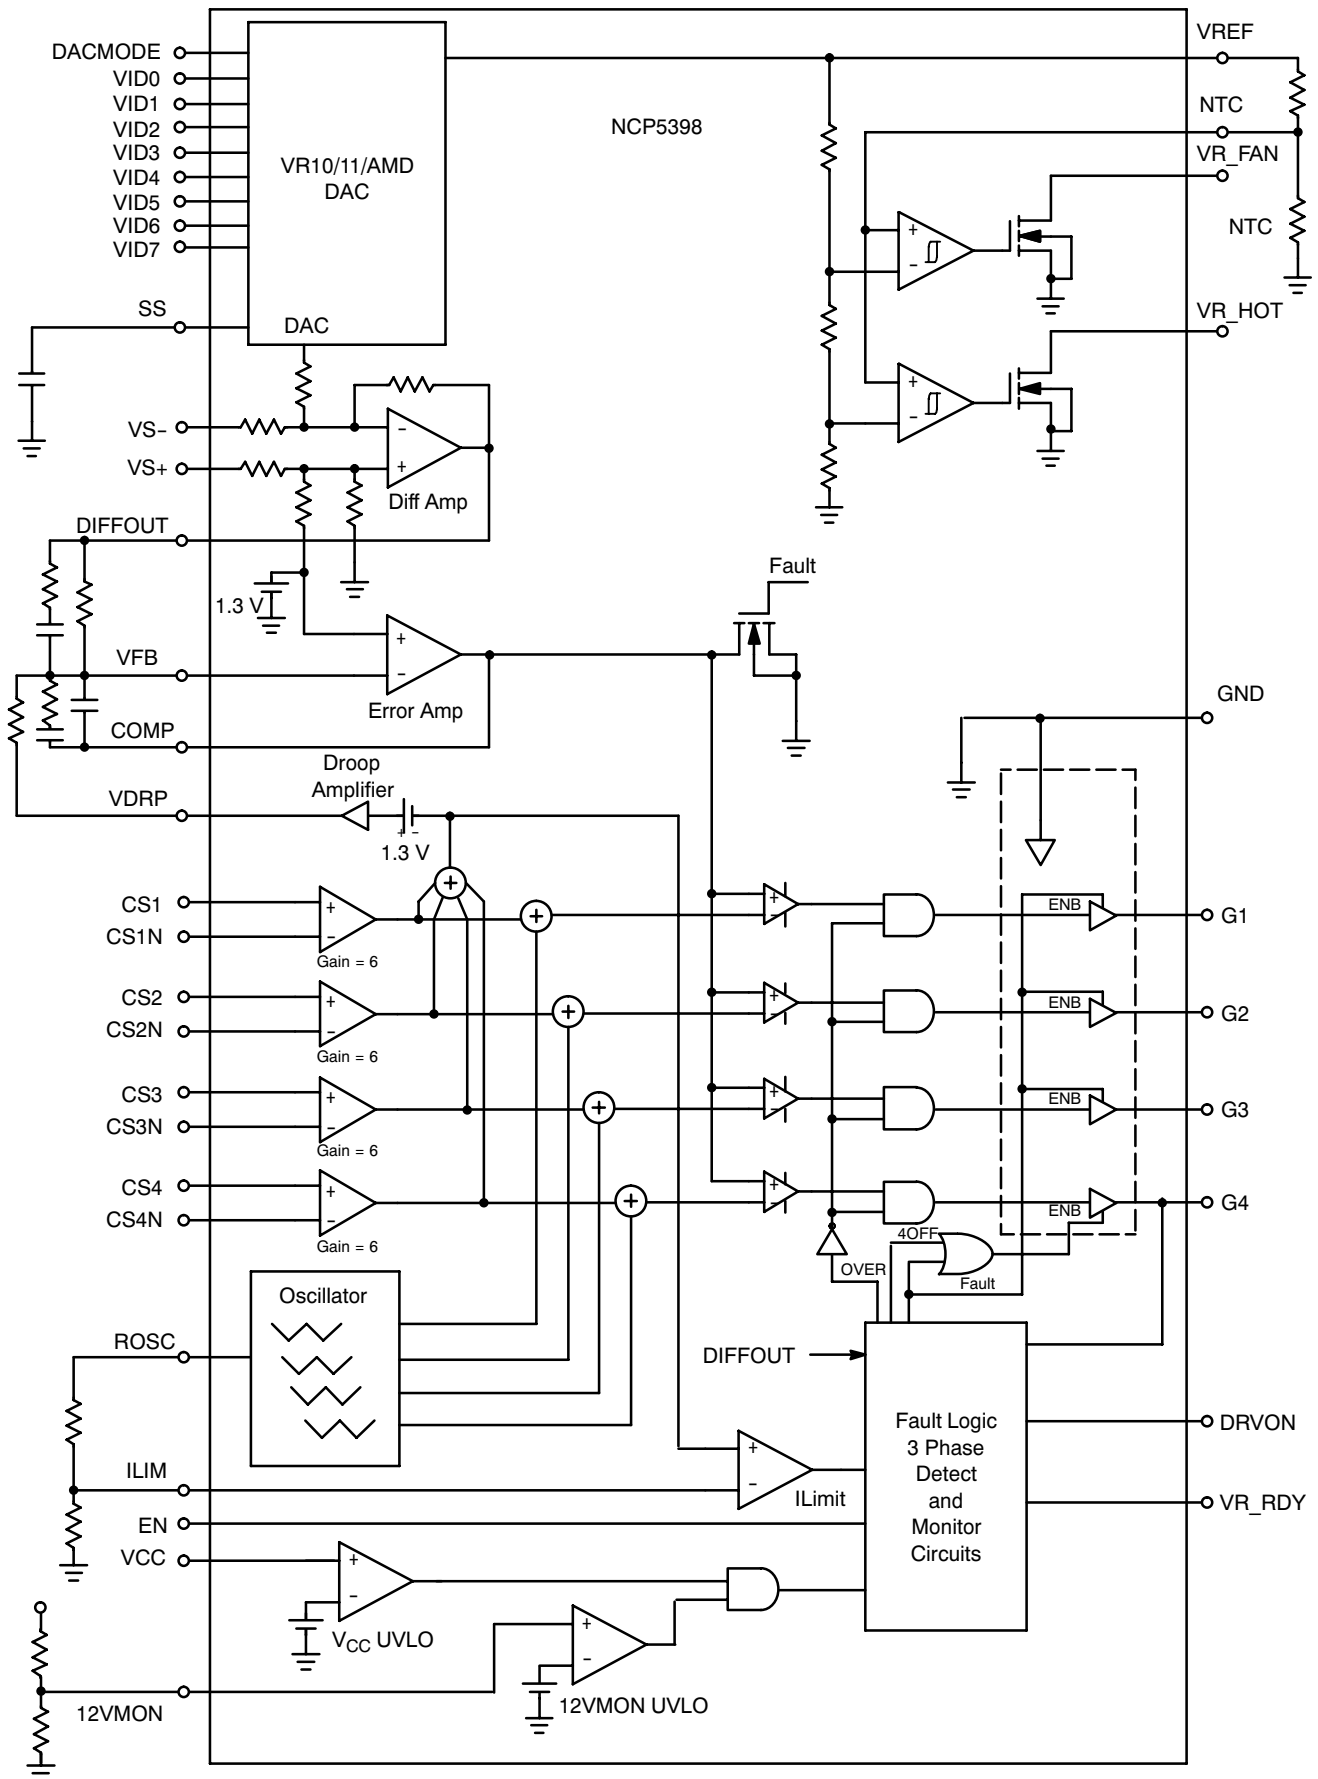 DACMODE
VID0
VID1
VID2
VID3
VID4
VID5
VID6
VID7
SS
VR10/11/AMD
DAC
DAC
NCP5398
VREF
NTC
VR_FAN
NTC
VR_HOT
+
−
+
−
VS−
VS+
−
+
Diff Amp
DIFFOUT
1.3 V
Fault
VFB
+
−
Error Amp
COMP
GND
Droop
Amplifier
VDRP
+ −
1.3 V
+
CS1
CS1N
+
−
Gain = 6
+
+
−
ENB
G1
CS2
CS2N
+
−
Gain = 6
+
+
−
ENB
G2
CS3
CS3N
+
−
Gain = 6
+
+
−
ENB
G3
CS4
CS4N
+
−
Gain = 6
+
+
−
ENB
G4
4OFF
OVER
Fault
Oscillator
ROSC
DIFFOUT
Fault Logic
3 Phase
Detect
and
Monitor
Circuits
DRVON
VR_RDY
ILIM
+
−
ILimit
EN
VCC
+
−
VCC UVLO
+
−
12VMON UVLO
12VMON